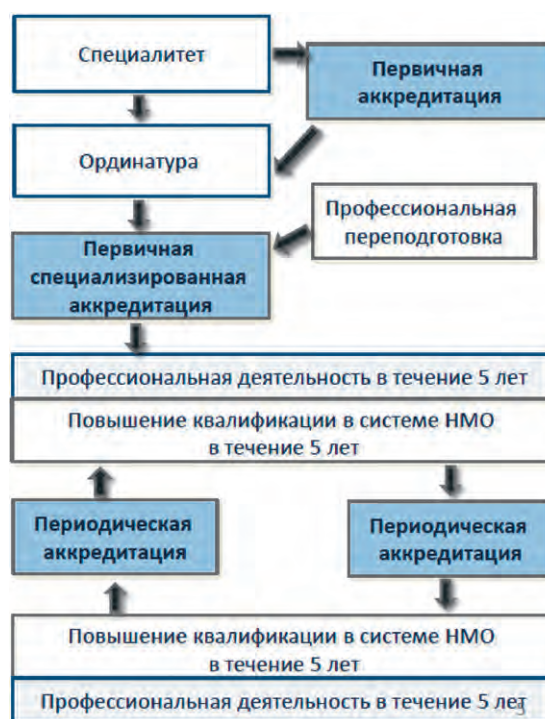 Специалитет
Первичная
аккредитация
Ординатура
Профессиональная
переподготовка
Первичная
специализированная
аккредитация
Профессиональная деятельность в течение 5 лет
Повышение квалификации в системе НМО
в течение 5 лет
Периодическая
аккредитация
Периодическая
аккредитация
Повышение квалификации в системе НМО
в течение 5 лет
Профессиональная деятельность в течение 5 лет
3